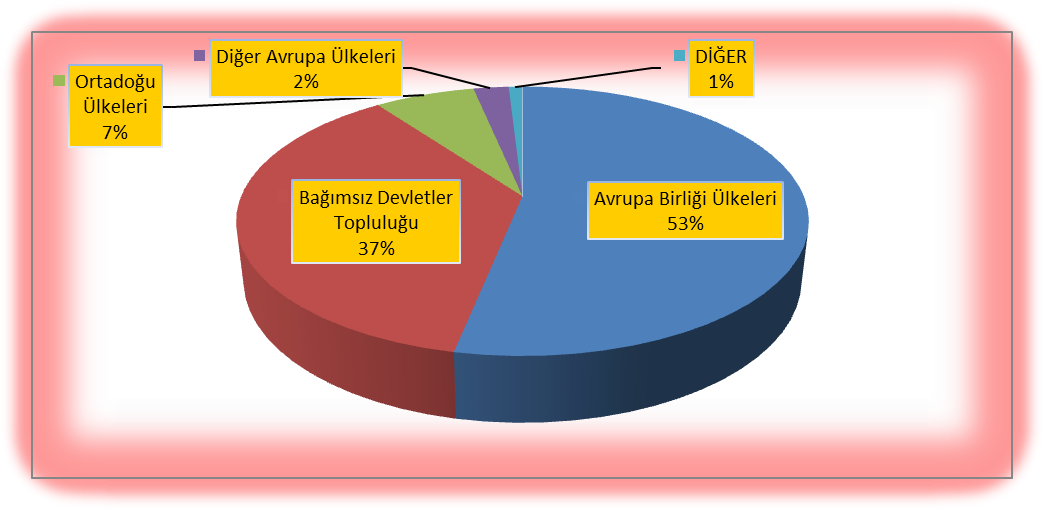 Diğer Avrupa Ülkeleri
2%
DİĞER
1%
Ortadoğu
Ülkeleri
7%
Bağımsız Devletler
Topluluğu
37%
Avrupa Birliği Ülkeleri
53%